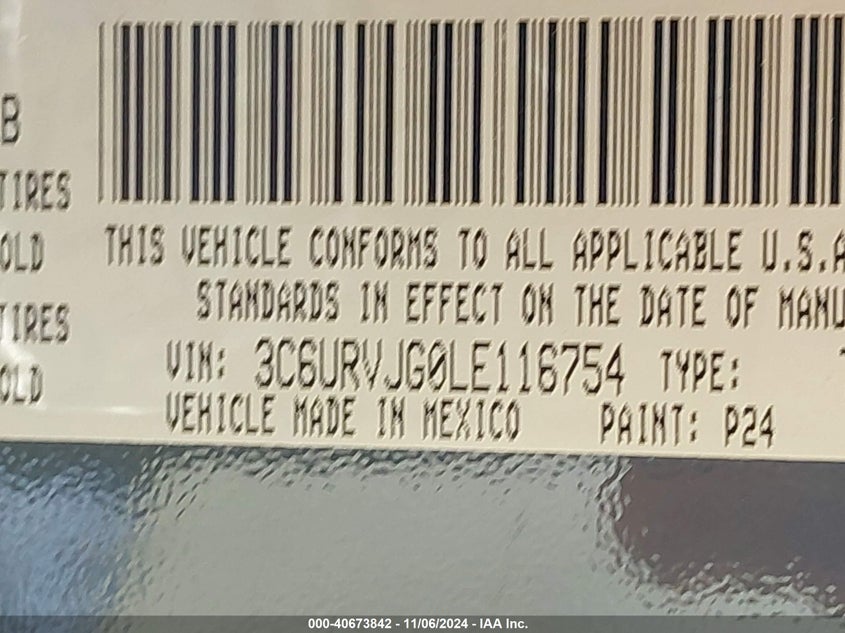 B
TIRES
OLD
THIS VEHICLE CONFORMS TO ALL APPLICABLE U.S.A
STANDARDS IN EFFECT ON THE DATE OF MANU
TIRES
VIN: 3C6URVJG0LE116754 TYPE:
OLD
VEHICLE MADE IN MEXICO PAINT: P24
000-40673842 - 11/06/2024 - IAA Inc.